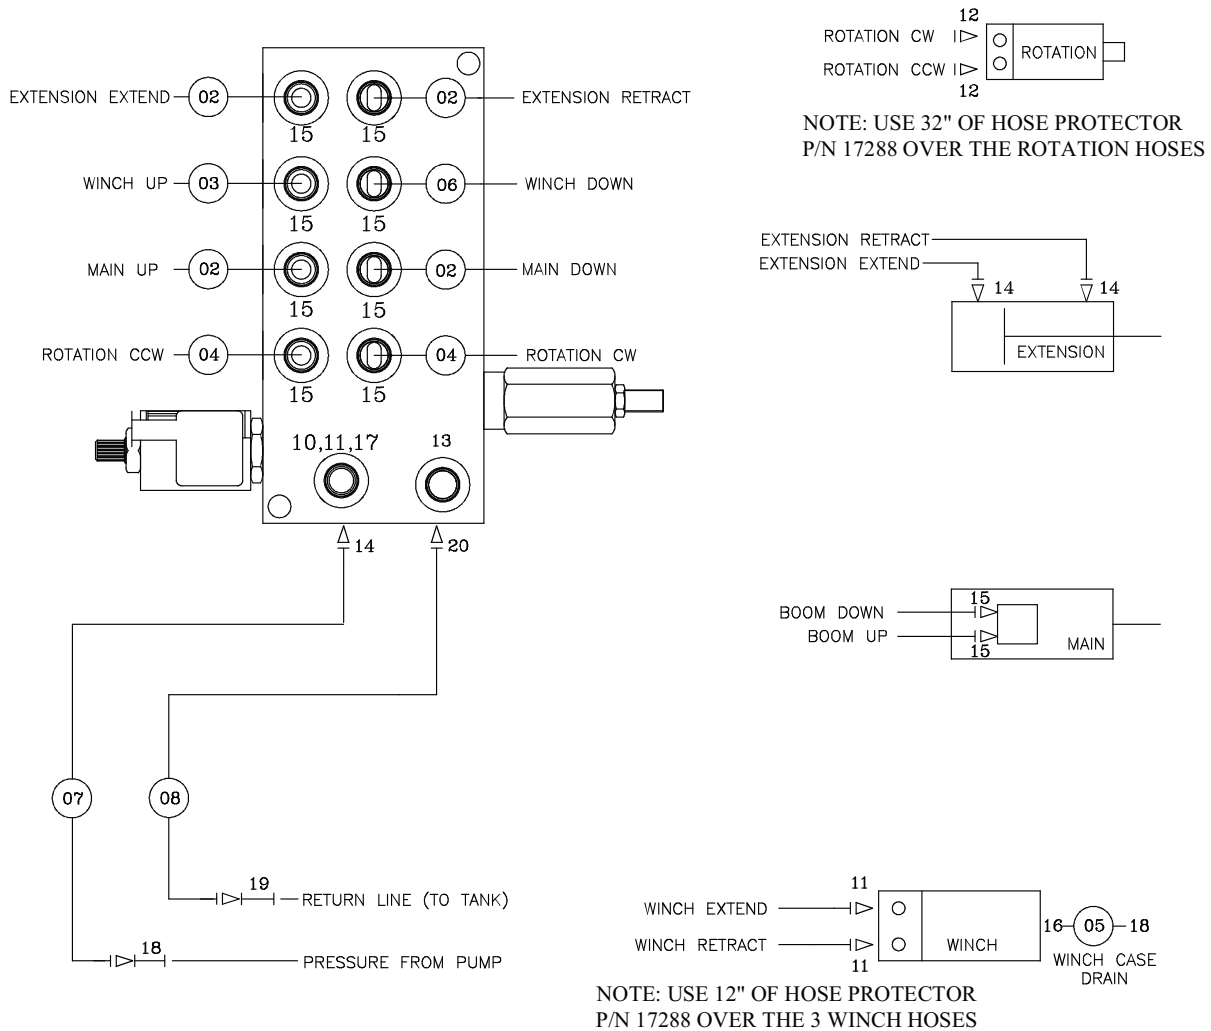 12
ROTATION CW
ROTATION
ROTATION CCW
12
NOTE: USE 32" OF HOSE PROTECTOR
P/N 17288 OVER THE ROTATION HOSES
EXTENSION EXTEND 02 02 EXTENSION RETRACT
15 15
WINCH UP 03 06 WINCH DOWN
15 15
MAIN UP 02 02 MAIN DOWN
15 15
ROTATION CCW 04 04 ROTATION CW
15 15
10,11,17 13
14 20
EXTENSION RETRACT
EXTENSION EXTEND
14 14
EXTENSION
15
BOOM DOWN
BOOM UP
MAIN
15
07 08
19
RETURN LINE (TO TANK)
18
PRESSURE FROM PUMP
11
WINCH EXTEND
16 05 18
WINCH RETRACT
WINCH
WINCH CASE
DRAIN
11
NOTE: USE 12" OF HOSE PROTECTOR
P/N 17288 OVER THE 3 WINCH HOSES